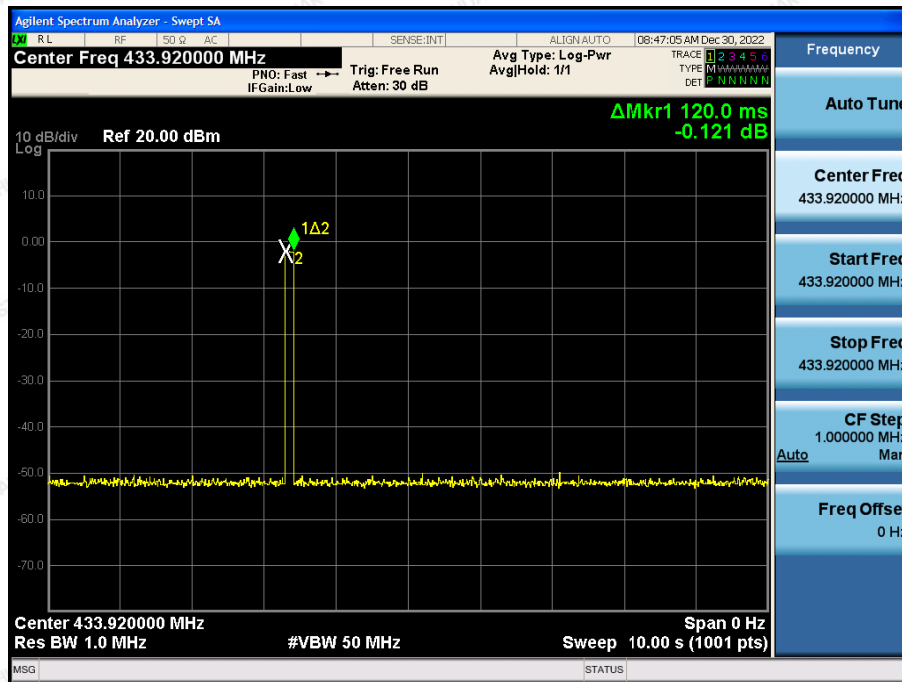 Agilent Spectrum Analyzer - Swept SA
LXI RL RF 50 Ω AC SENSE:INT ALIGN AUTO 08:47:05 AM Dec 30, 2022
Center Freq 433.920000 MHz
PNO: Fast
IFGain:Low
Trig: Free Run
Atten: 30 dB
Avg Type: Log-Pwr
Avg|Hold: 1/1
TRACE 1 2 3 4 5 6
TYPE M WWWWW
DET P N N N N N
ΔMkr1 120.0 ms
-0.121 dB
10 dB/div Ref 20.00 dBm
Log
10.0
0.00
-10.0
-20.0
-30.0
-40.0
-50.0
-60.0
-70.0
1Δ2
X2
Center 433.920000 MHz Span 0 Hz
Res BW 1.0 MHz #VBW 50 MHz Sweep 10.00 s (1001 pts)
MSG STATUS
Frequency
Auto Tune
Center Freq
433.920000 MHz
Start Freq
433.920000 MHz
Stop Freq
433.920000 MHz
CF Step
1.000000 MHz
Auto Man
Freq Offset
0 Hz